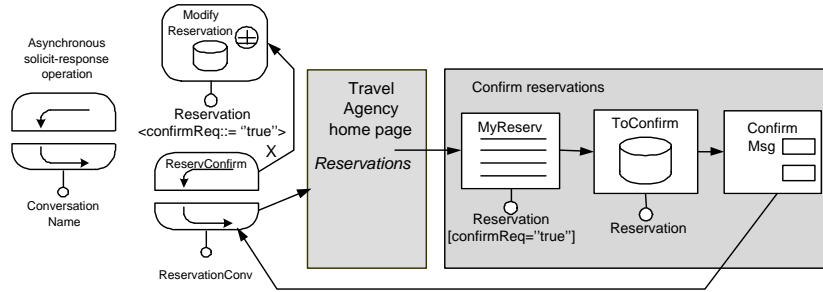 Asynchronous
solicit-response
operation
Conversation
Name
Modify
Reservation
Reservation
<confirmReq::= ‘'true’'>
X
ReservConfirm
ReservationConv
Travel
Agency
home page
Reservations
Confirm reservations
MyReserv
Reservation
[confirmReq=”true”]
ToConfirm
Reservation
Confirm
Msg